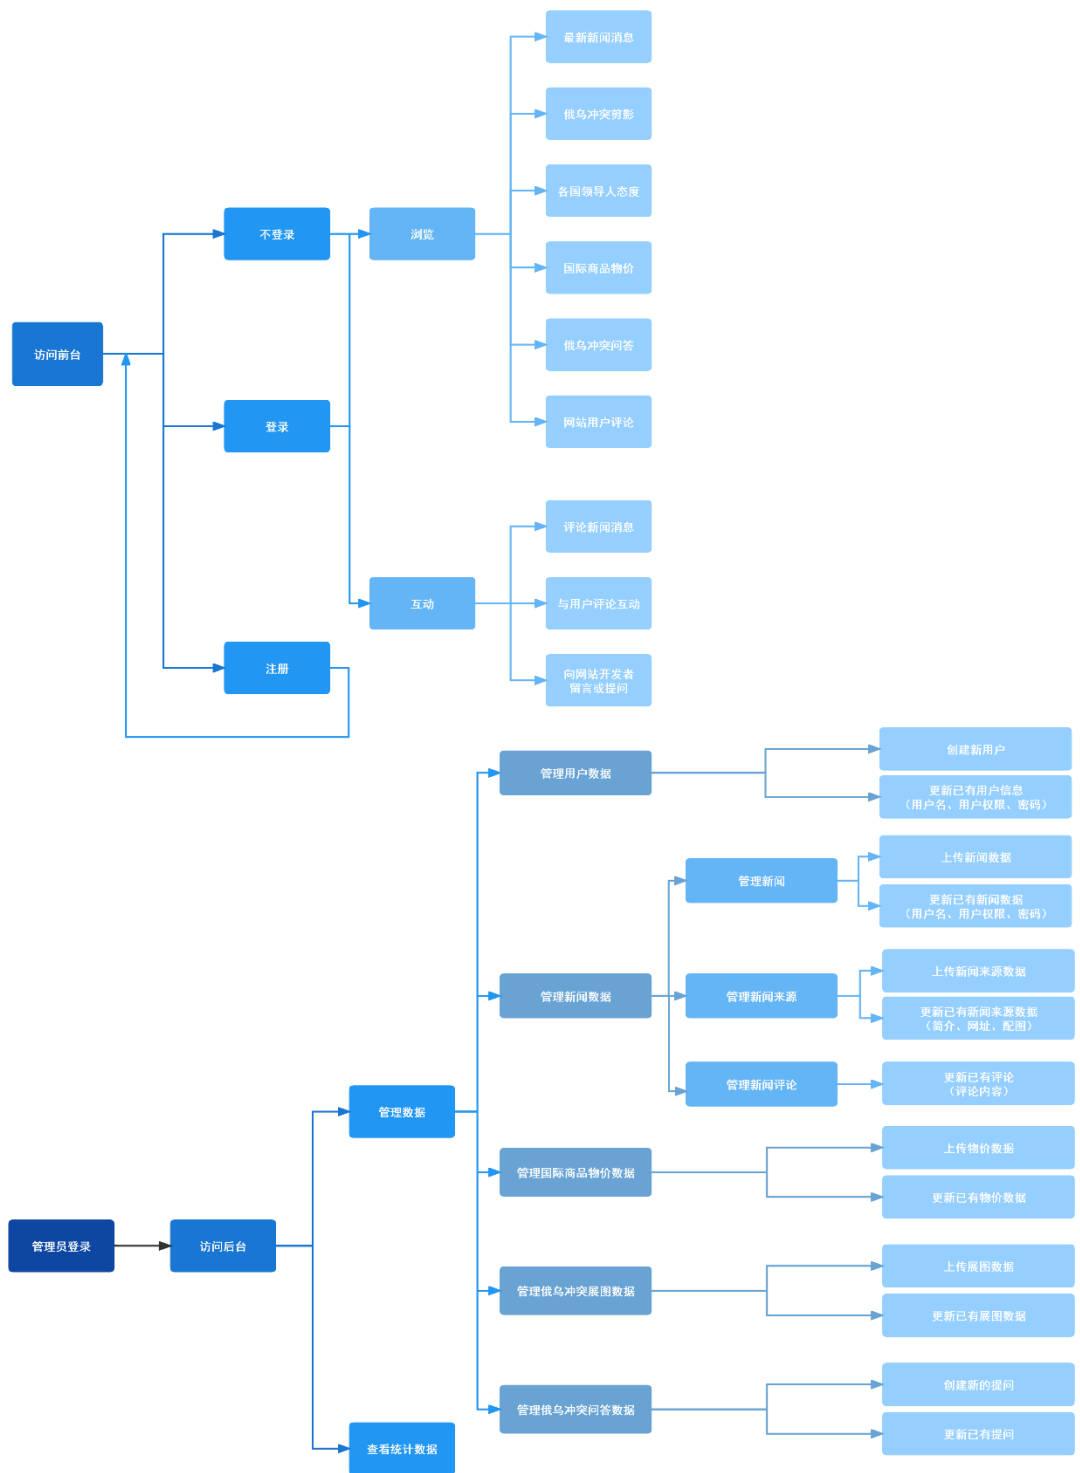 最新新闻消息
俄乌冲突剪影
各国领导人态度
不登录
浏览
国际商品物价
访问前台
俄乌冲突问答
登录
网站用户评论
评论新闻消息
互动
与用户评论互动
注册
向网站开发者
留言或提问
管理用户数据
创建新用户
更新已有用户信息
（用户名、用户权限、密码）
管理新闻
上传新闻数据
更新已有新闻数据
（用户名、用户权限、密码）
管理新闻数据
管理新闻来源
上传新闻来源数据
更新已有新闻来源数据
（简介、网址、配图）
管理新闻评论
更新已有评论
（评论内容）
管理数据
管理国际商品物价数据
上传物价数据
更新已有物价数据
管理员登录
访问后台
管理俄乌冲突展图数据
上传展图数据
更新已有展图数据
管理俄乌冲突问答数据
创建新的提问
更新已有提问
查看统计数据